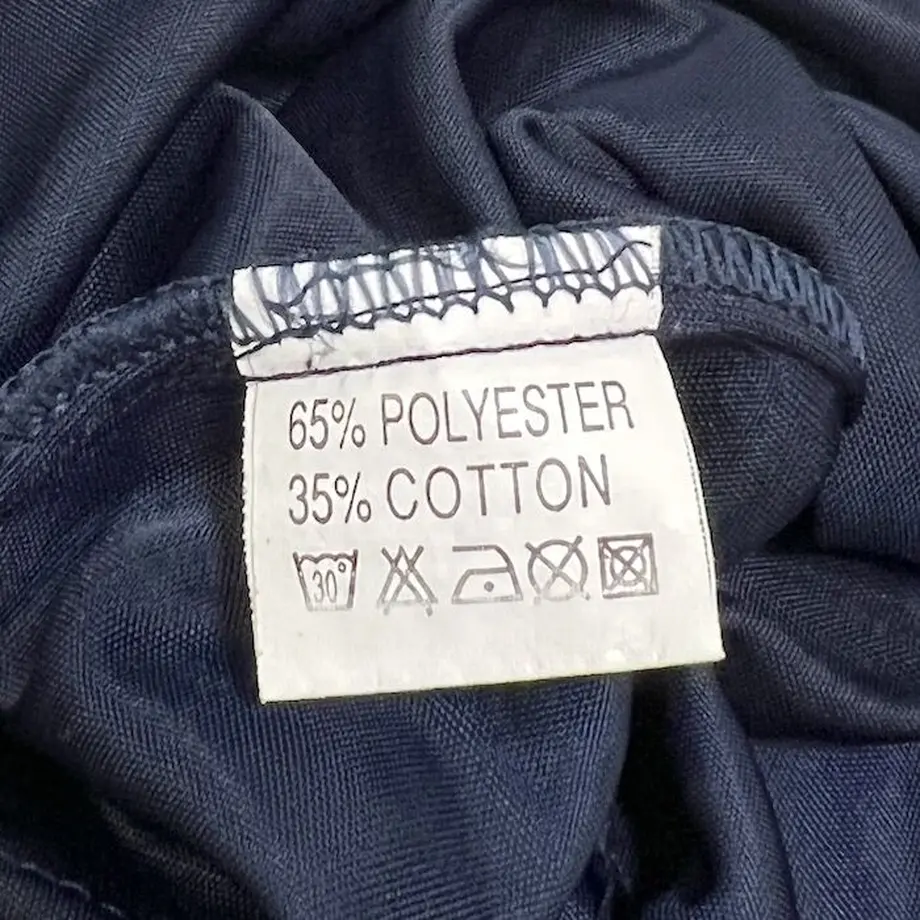 65% POLYESTER
35% COTTON
30°